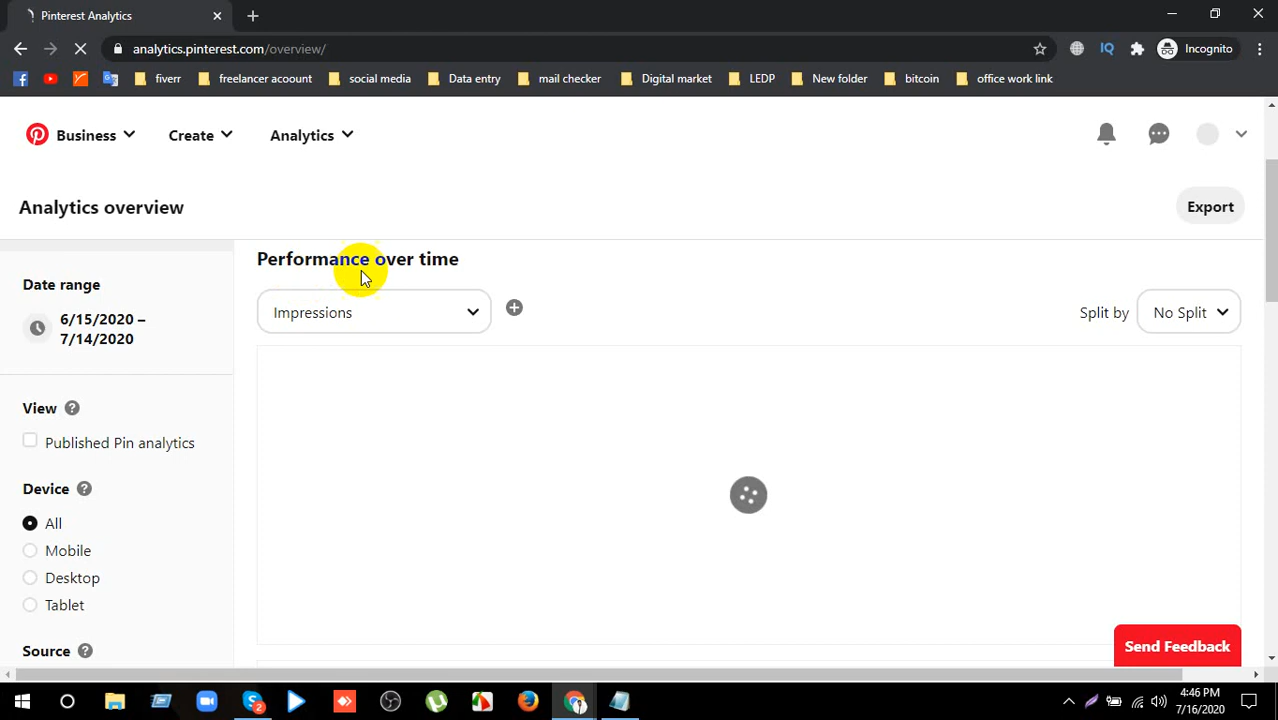 Pinterest Analytics
analytics.pinterest.com/overview/
IQ
Incognito
fiverr
freelancer acoount
social media
Data entry
mail checker
Digital market
LEDP
New folder
bitcoin
office work link
Business
Create
Analytics
Analytics overview
Export
Performance over time
Date range
6/15/2020 –
7/14/2020
Impressions
Split by
No Split
View
Published Pin analytics
Device
All
Mobile
Desktop
Tablet
Source
Send Feedback
2
4:46 PM
7/16/2020